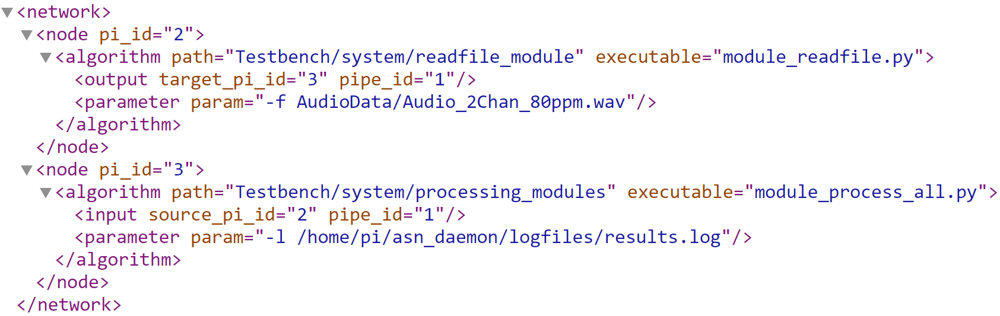 <network>
<node pi_id="2">
<algorithm path="Testbench/system/readfile_module" executable="module_readfile.py">
<output target_pi_id="3" pipe_id="1"/>
<parameter param="-f AudioData/Audio_2Chan_80ppm.wav"/>
</algorithm>
</node>
<node pi_id="3">
<algorithm path="Testbench/system/processing_modules" executable="module_process_all.py">
<input source_pi_id="2" pipe_id="1"/>
<parameter param="-l /home/pi/asn_daemon/logfiles/results.log"/>
</algorithm>
</node>
</network>